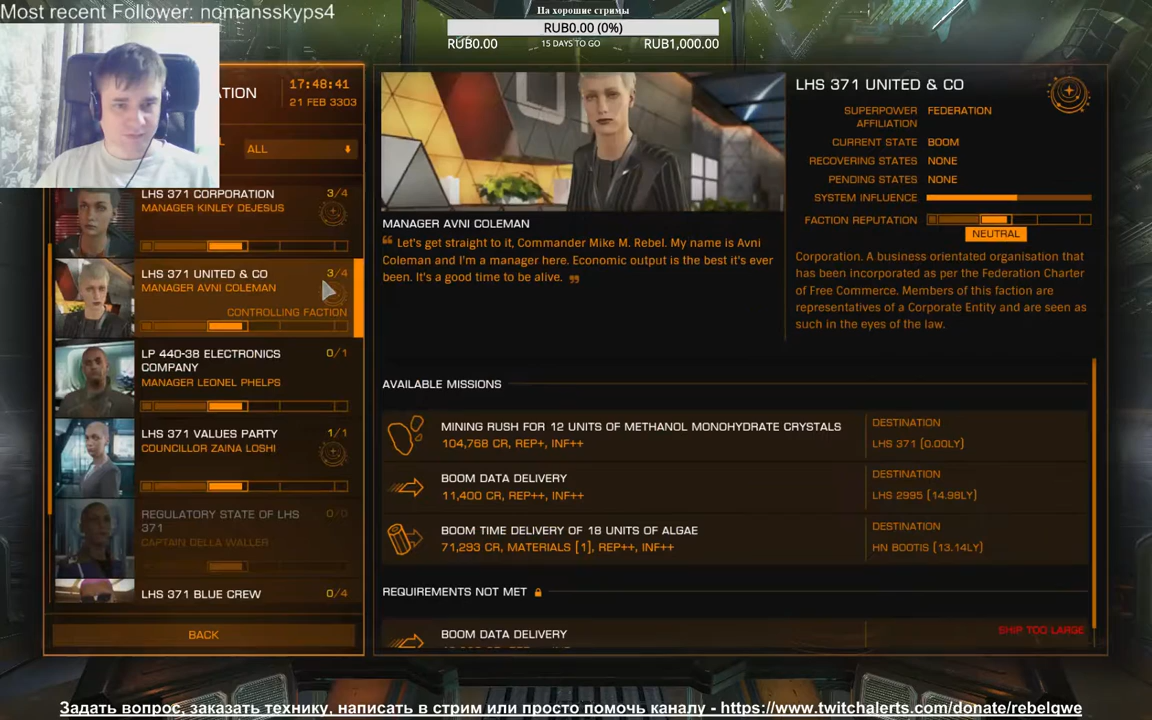 Most recent Follower: nomansskyps4
На хорошие стримы
RUB0.00 (0%)
RUB0.00
15 DAYS TO GO
RUB1,000.00
ATION
17:48:41
21 FEB 3303
ALL
LHS 371 CORPORATION
3/4
MANAGER KINLEY DEJESUS
LHS 371 UNITED & CO
3/4
MANAGER AVNI COLEMAN
CONTROLLING FACTION
LP 440-38 ELECTRONICS
COMPANY
0/1
MANAGER LEONEL PHELPS
LHS 371 VALUES PARTY
1/1
COUNCILLOR ZAINA LOSHI
REGULATORY STATE OF LHS
371
0/0
CAPTAIN DELLA WALLER
LHS 371 BLUE CREW
0/4
BACK
MANAGER AVNI COLEMAN
Let's get straight to it, Commander Mike M. Rebel. My name is Avni
Coleman and I'm a manager here. Economic output is the best it's ever
been. It's a good time to be alive.
LHS 371 UNITED & CO
SUPERPOWER
AFFILIATION
FEDERATION
CURRENT STATE
BOOM
RECOVERING STATES
NONE
PENDING STATES
NONE
SYSTEM INFLUENCE
FACTION REPUTATION
NEUTRAL
Corporation. A business orientated organisation that
has been incorporated as per the Federation Charter
of Free Commerce. Members of this faction are
representatives of a Corporate Entity and are seen as
such in the eyes of the law.
AVAILABLE MISSIONS
MINING RUSH FOR 12 UNITS OF METHANOL MONOHYDRATE CRYSTALS
104,768 CR, REP+, INF++
DESTINATION
LHS 371 (0.00LY)
BOOM DATA DELIVERY
11,400 CR, REP++, INF++
DESTINATION
LHS 2995 (14.98LY)
BOOM TIME DELIVERY OF 18 UNITS OF ALGAE
71,293 CR, MATERIALS [1], REP++, INF++
DESTINATION
HN BOOTIS (13.14LY)
REQUIREMENTS NOT MET
BOOM DATA DELIVERY
SHIP TOO LARGE
Задать вопрос, заказать технику, написать в стрим или просто помочь каналу - https://www.twitchalerts.com/donate/rebelqwe